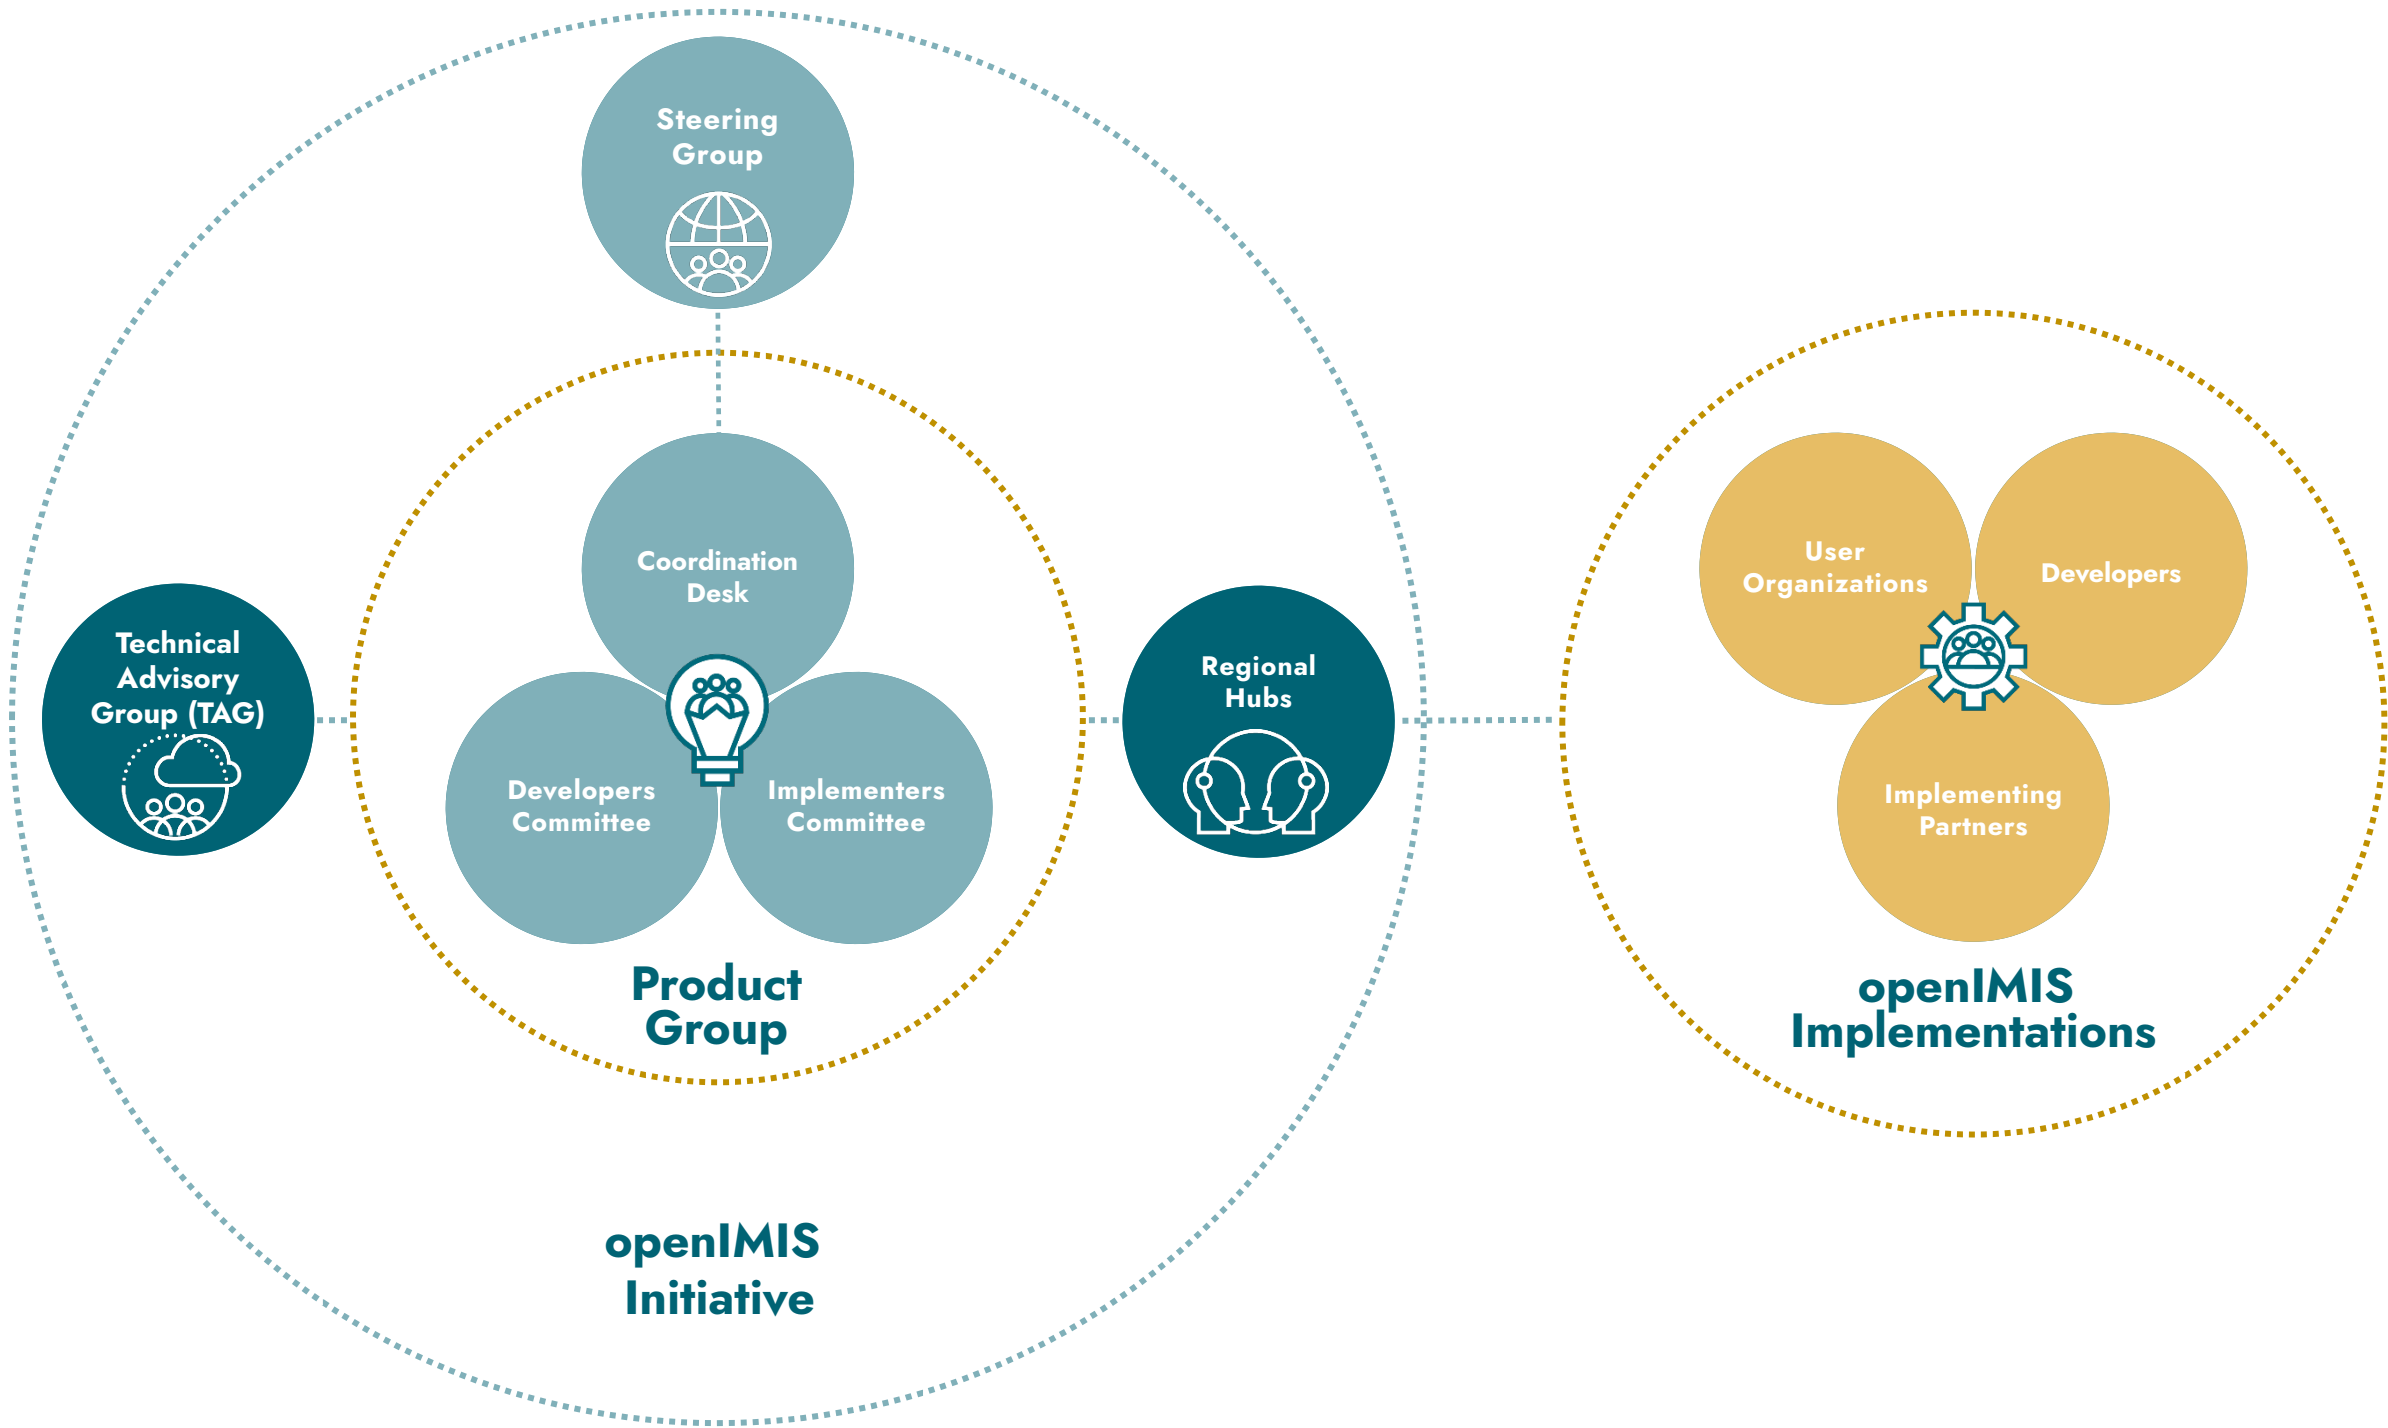 Steering
Group
Coordination
Desk
Technical
Advisory
Group (TAG)
Developers
Committee
Implementers
Committee
Regional
Hubs
Product
Group
openIMIS
Initiative
User
Organizations
Developers
Implementing
Partners
openIMIS
Implementations